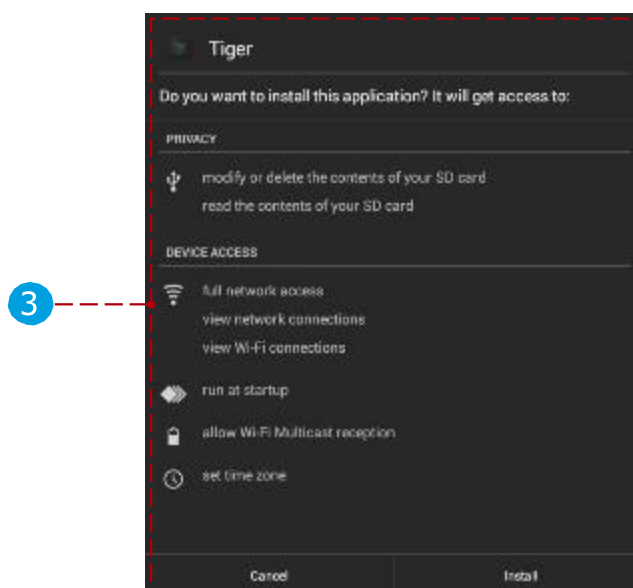 Tiger
Do you want to install this application? It will get access to:
PRIVACY
modify or delete the contents of your SD card
read the contents of your SD card
DEVICE ACCESS
3
full network access
view network connections
view Wi-Fi connections
run at startup
allow Wi-Fi Multicast reception
set time zone
Cancel
Install